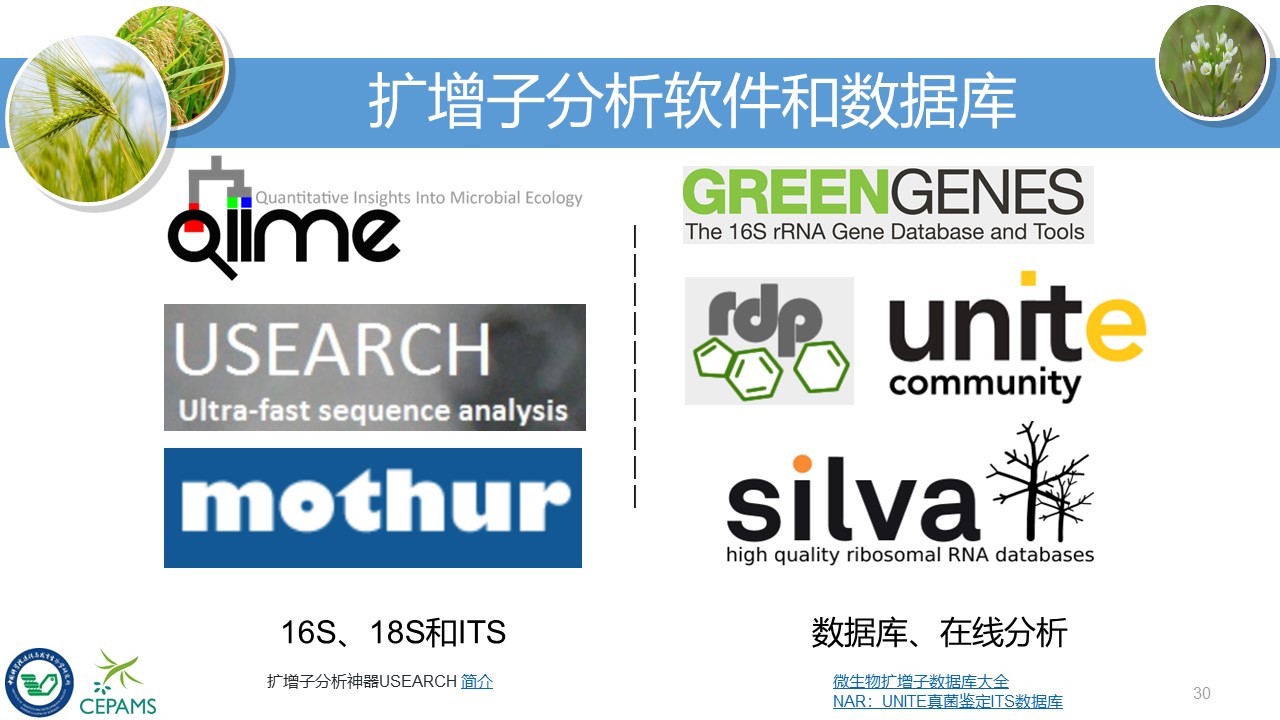 扩增子分析软件和数据库
Quantitative Insights Into Microbial Ecology
QIIME
USEARCH
Ultra-fast sequence analysis
mothur
16S、18S和ITS
扩增子分析神器USEARCH 简介
GREENGENES
The 16S rRNA Gene Database and Tools
rdp
unite
community
silva
high quality ribosomal RNA databases
数据库、在线分析
微生物扩增子数据库大全
NAR：UNITE真菌鉴定ITS数据库
CEPAMS
30